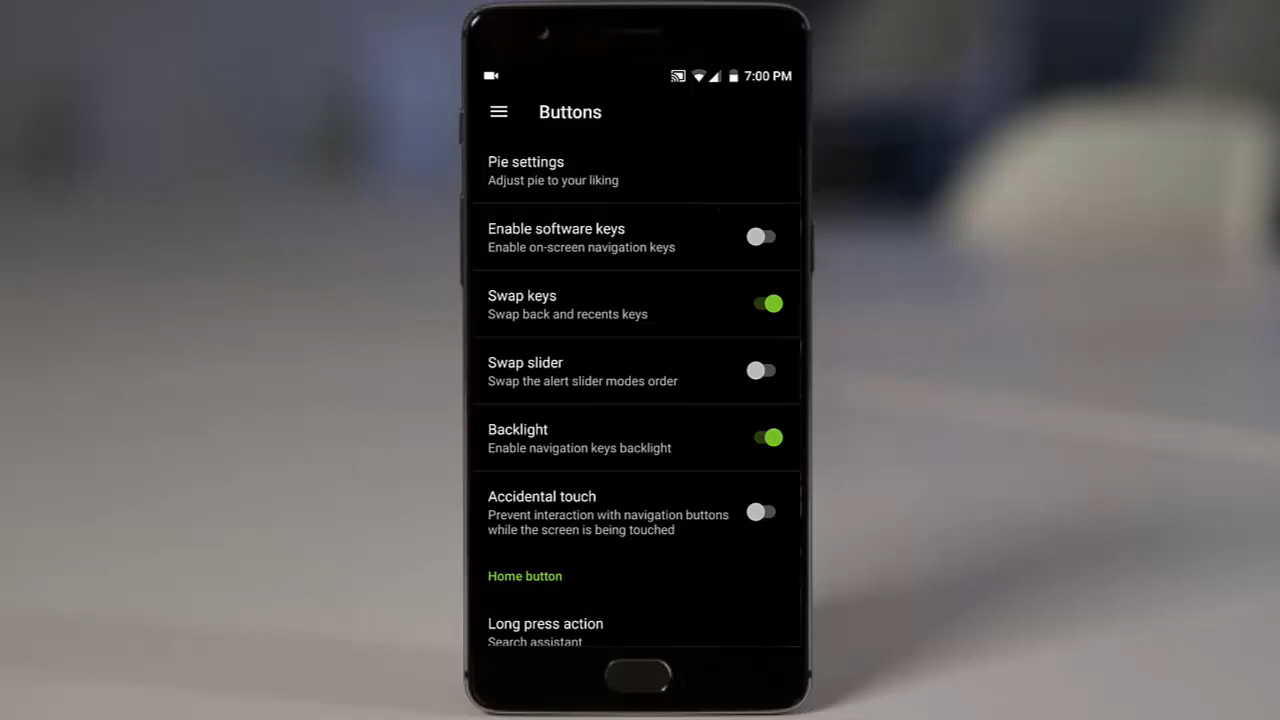 7:00 PM
Buttons
Pie settings
Adjust pie to your liking
Enable software keys
Enable on-screen navigation keys
Swap keys
Swap back and recents keys
Swap slider
Swap the alert slider modes order
Backlight
Enable navigation keys backlight
Accidental touch
Prevent interaction with navigation buttons
while the screen is being touched
Home button
Long press action
Search assistant